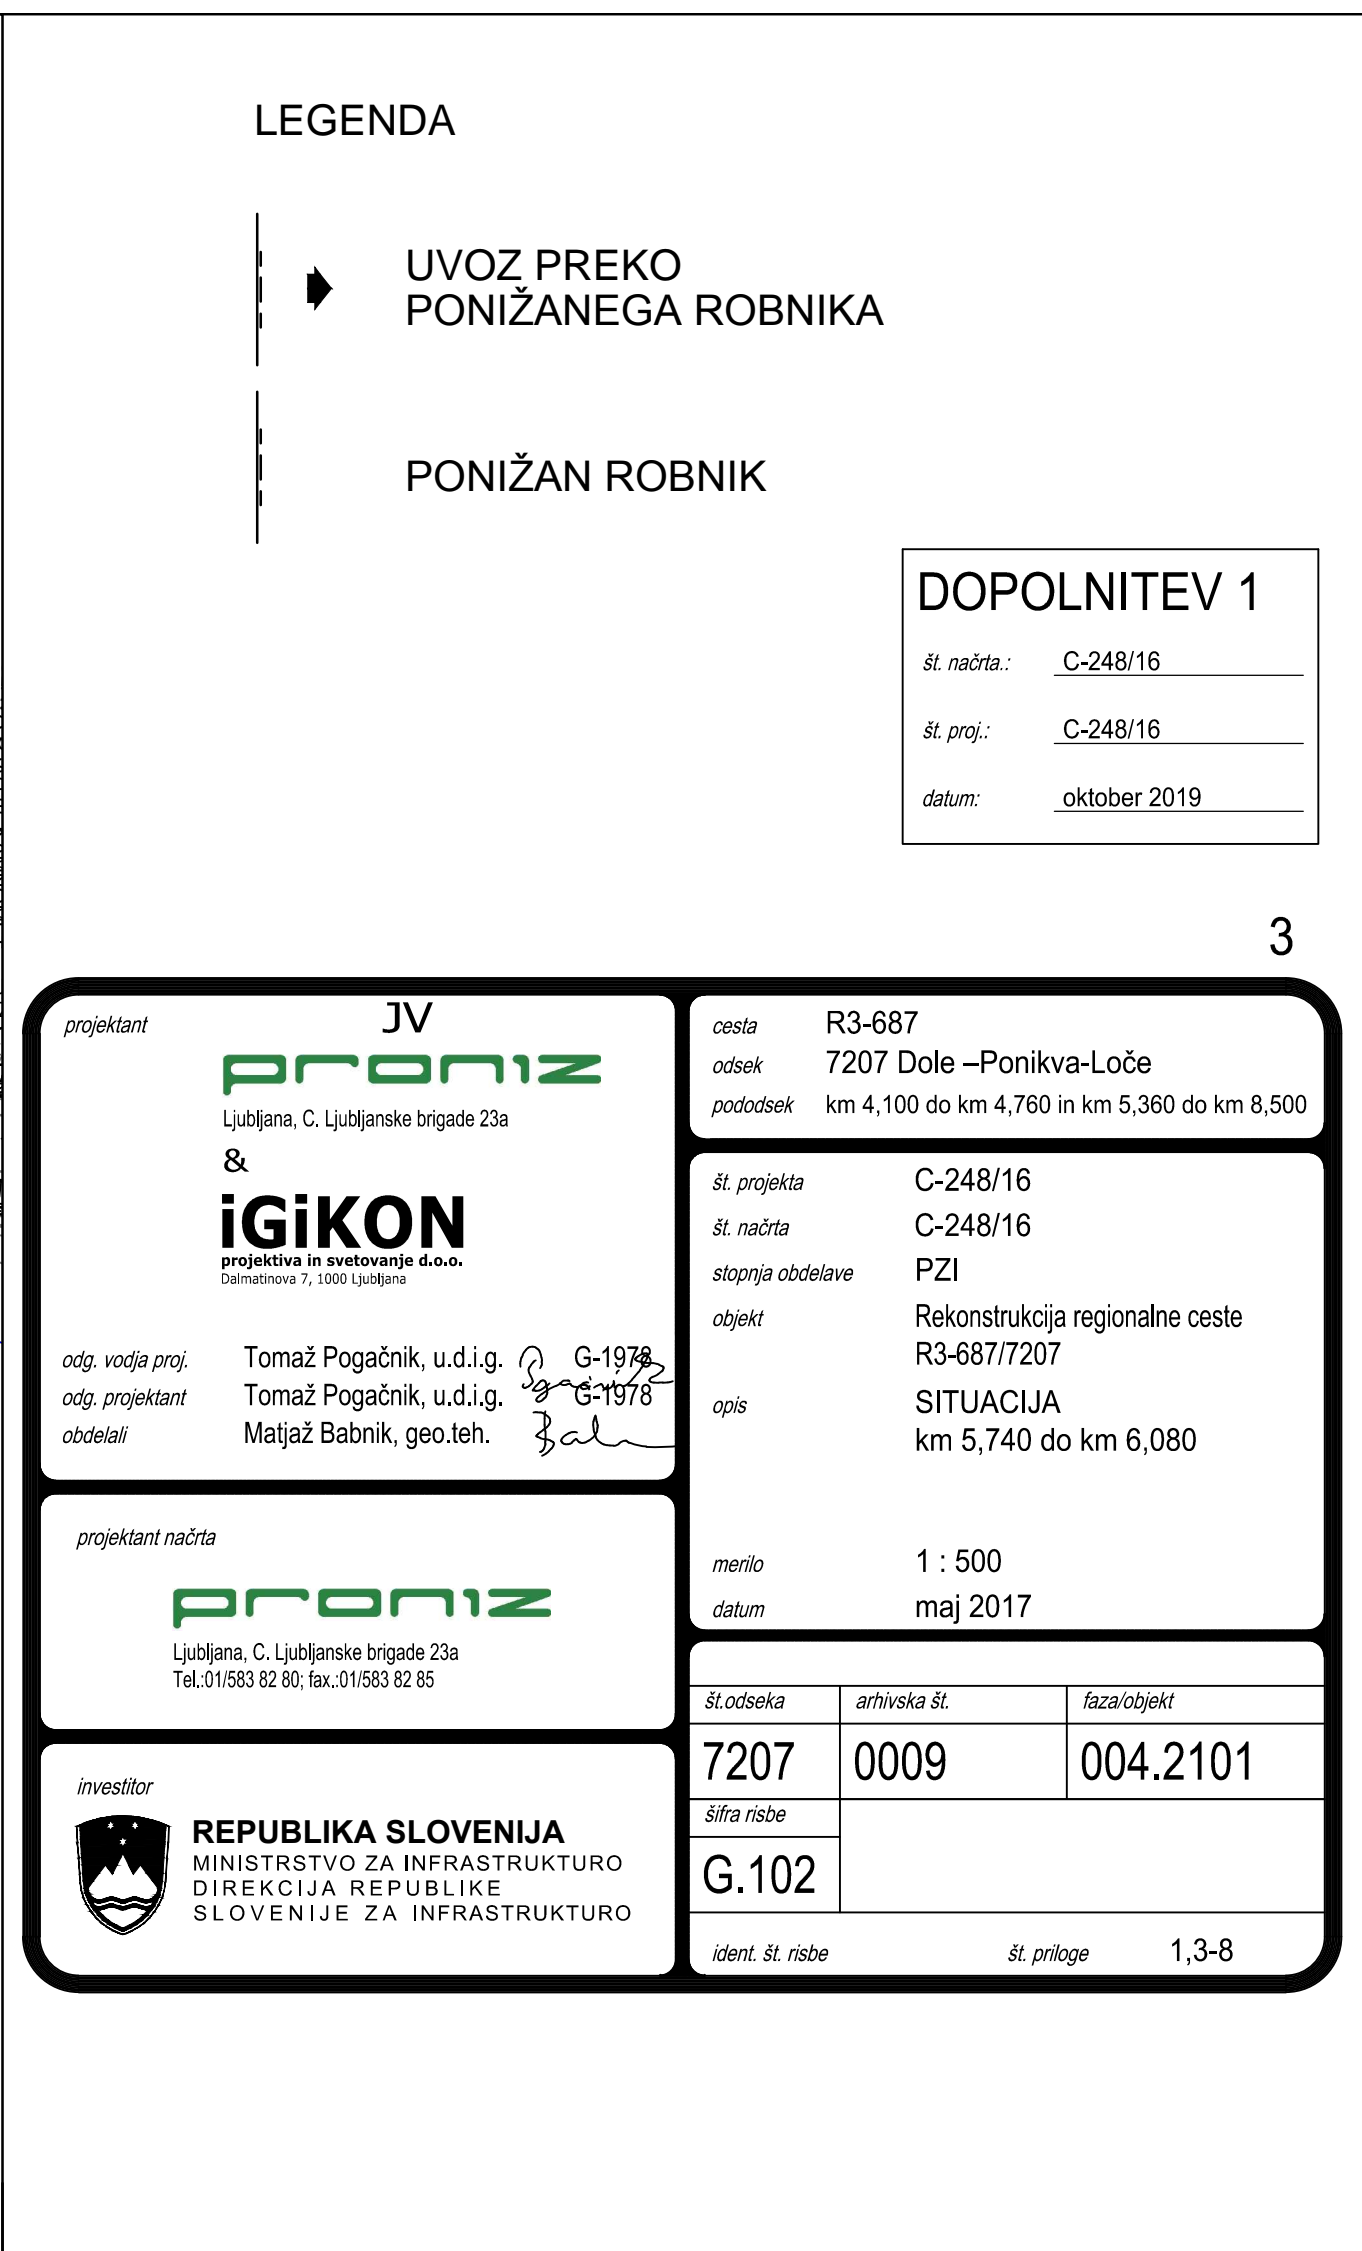 LEGENDA
UVOZ PREKO
PONIŽANEGA ROBNIKA
PONIŽAN ROBNIK
DOPOLNITEV 1
št. načrta.: C-248/16
št. proj.: C-248/16
datum: oktober 2019
3
projektant
JV
proniz
Ljubljana, C. Ljubljanske brigade 23a
&
iGiKON
projektiva in svetovanje d.o.o.
Dalmatinova 7, 1000 Ljubljana
odg. vodja proj. Tomaž Pogačnik, u.d.i.g. G-1978
odg. projektant Tomaž Pogačnik, u.d.i.g. G-1978
obdelali Matjaž Babnik, geo.teh.
projektant načrta
proniz
Ljubljana, C. Ljubljanske brigade 23a
Tel.:01/583 82 80; fax.:01/583 82 85
investitor
REPUBLIKA SLOVENIJA
MINISTRSTVO ZA INFRASTRUKTURO
DIREKCIJA REPUBLIKE
SLOVENIJE ZA INFRASTRUKTURO
cesta R3-687
odsek 7207 Dole –Ponikva-Loče
pododsek km 4,100 do km 4,760 in km 5,360 do km 8,500
št. projekta C-248/16
št. načrta C-248/16
stopnja obdelave PZI
objekt Rekonstrukcija regionalne ceste
R3-687/7207
opis SITUACIJA
km 5,740 do km 6,080
merilo 1 : 500
datum maj 2017
št.odseka arhivska št. faza/objekt
7207 0009 004.2101
šifra risbe
G.102
ident. št. risbe št. priloge 1,3-8